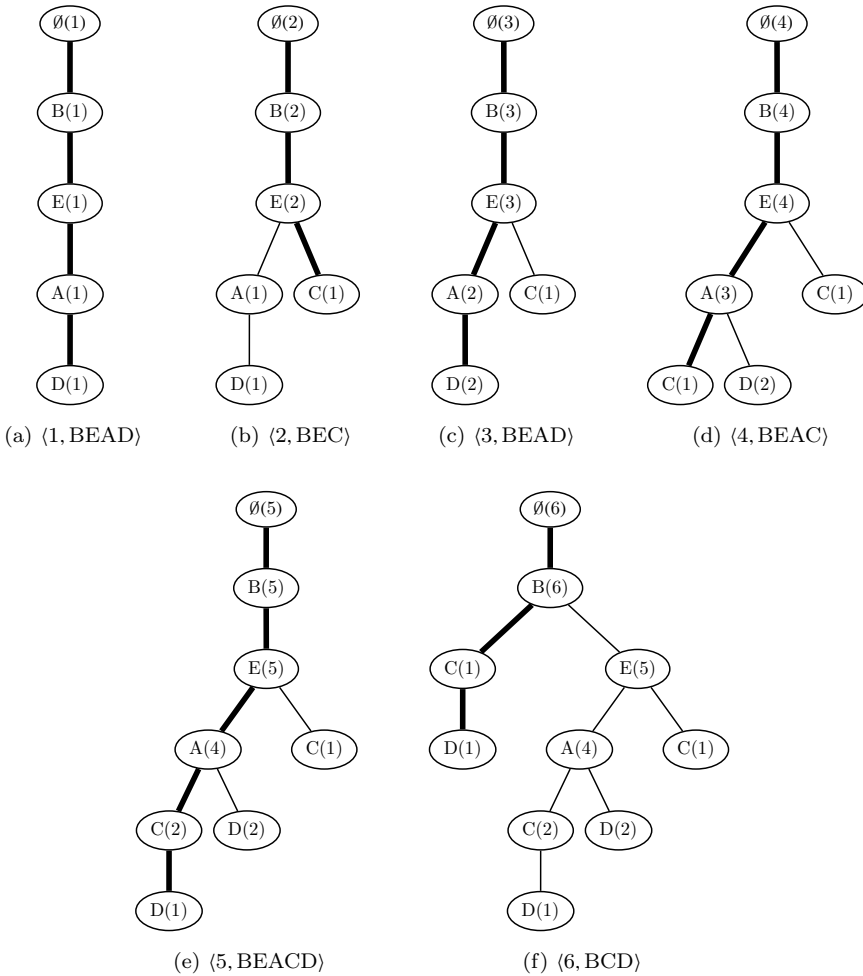 Ø(1) Ø(2) Ø(3) Ø(4)
B(1) B(2) B(3) B(4)
E(1) E(2) E(3) E(4)
A(1) A(1) C(1) A(2) C(1) A(3) C(1)
D(1) D(1) D(2) C(1) D(2)
(a) ⟨1, BEAD⟩ (b) ⟨2, BEC⟩ (c) ⟨3, BEAD⟩ (d) ⟨4, BEAC⟩
Ø(5) Ø(6)
B(5) B(6)
E(5) C(1) E(5)
A(4) C(1) D(1) A(4) C(1)
C(2) D(2) C(2) D(2)
D(1) D(1)
(e) ⟨5, BEACD⟩ (f) ⟨6, BCD⟩